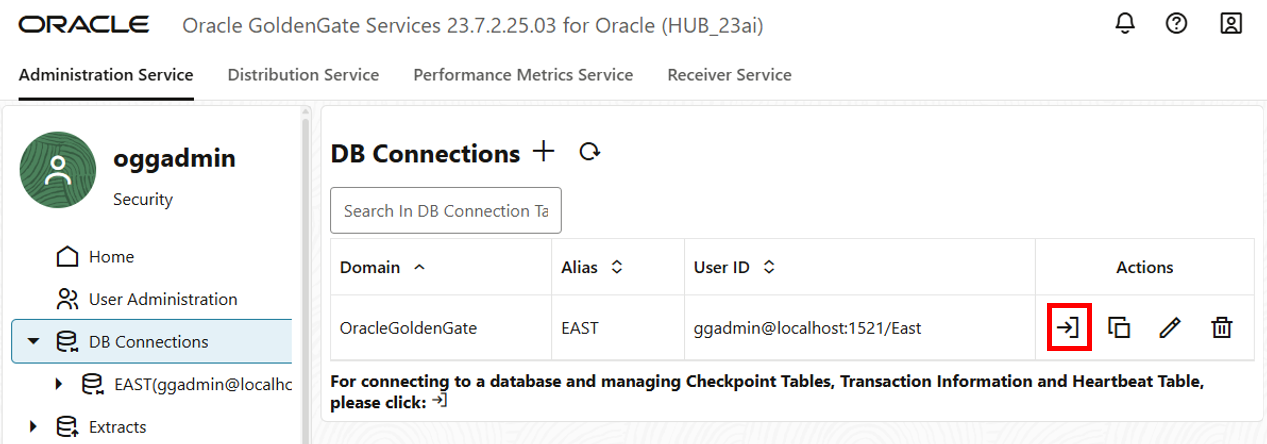 ORACLE Oracle GoldenGate Services 23.7.2.25.03 for Oracle (HUB_23ai)
Administration Service Distribution Service Performance Metrics Service Receiver Service
oggadmin
Security
Home
User Administration
DB Connections
EAST(ggadmin@localhc
Extracts
DB Connections
Search In DB Connection Ta
Domain Alias User ID Actions
OracleGoldenGate EAST ggadmin@localhost:1521/East
For connecting to a database and managing Checkpoint Tables, Transaction Information and Heartbeat Table,
please click: